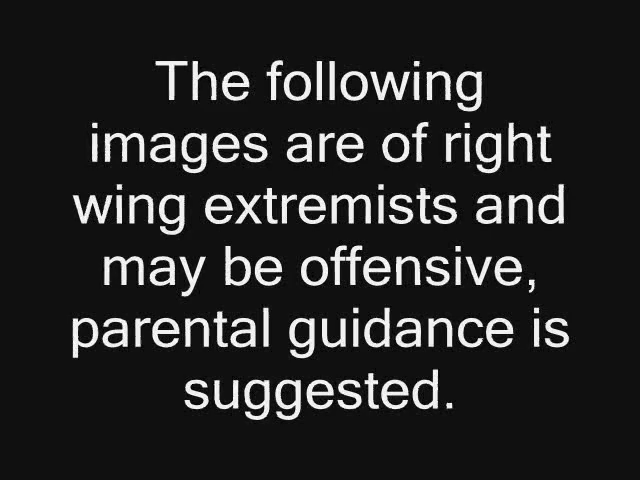 The following
images are of right
wing extremists and
may be offensive,
parental guidance is
suggested.